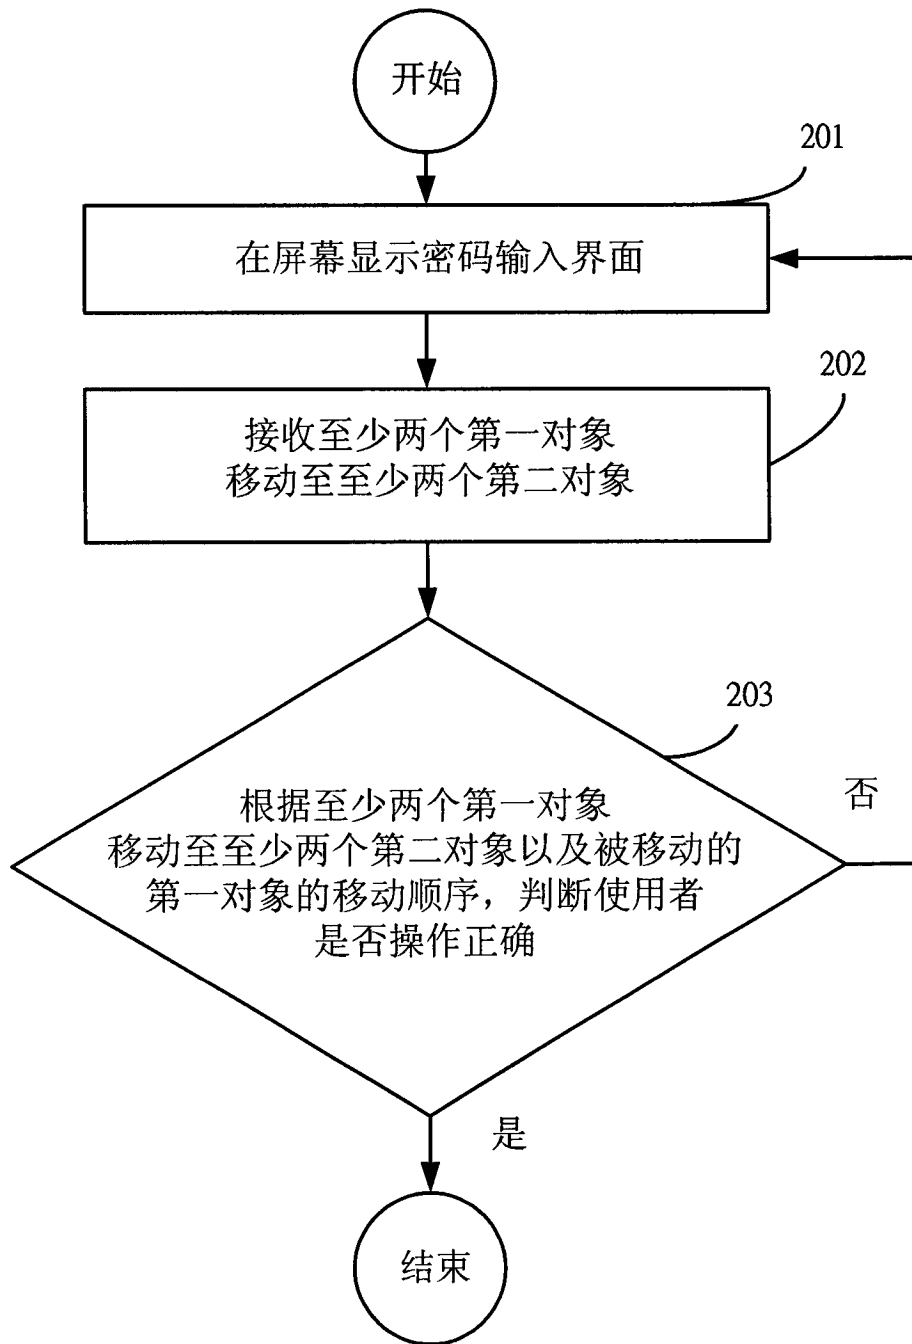 开始
201
在屏幕显示密码输入界面
202
接收至少两个第一对象
移动至至少两个第二对象
203
否
根据至少两个第一对象
移动至至少两个第二对象以及被移动的
第一对象的移动顺序，判断使用者
是否操作正确
是
结束